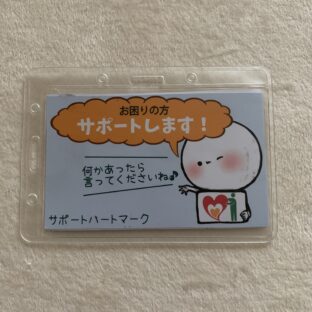 お困りの方
サポートします!
何かあったら
言ってくださいね♪
サポートハートマーク